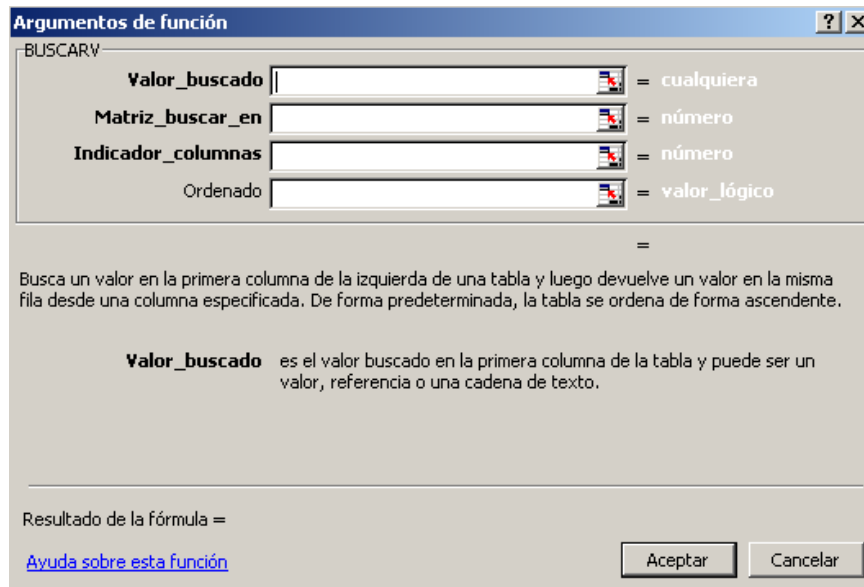 Argumentos de función
BUSCARV
Valor_buscado = cualquiera
Matriz_buscar_en = número
Indicador_columnas = número
Ordenado = valor_lógico
=
Busca un valor en la primera columna de la izquierda de una tabla y luego devuelve un valor en la misma
fila desde una columna especificada. De forma predeterminada, la tabla se ordena de forma ascendente.
Valor_buscado es el valor buscado en la primera columna de la tabla y puede ser un
valor, referencia o una cadena de texto.
Resultado de la fórmula =
Ayuda sobre esta función Aceptar Cancelar